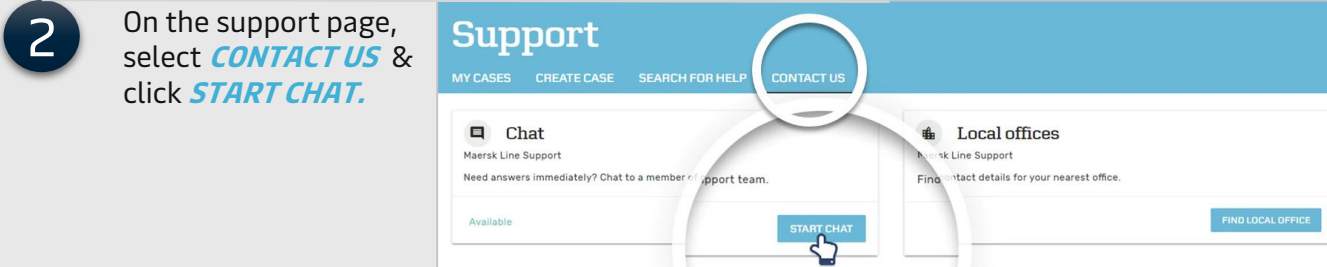 2
On the support page,
select CONTACT US &
click START CHAT.
Support
MY CASES CREATE CASE SEARCH FOR HELP CONTACT US
Chat
Maersk Line Support
Need answers immediately? Chat to a member of support team.
Available
START CHAT
Local offices
Maersk Line Support
Find contact details for your nearest office.
FIND LOCAL OFFICE